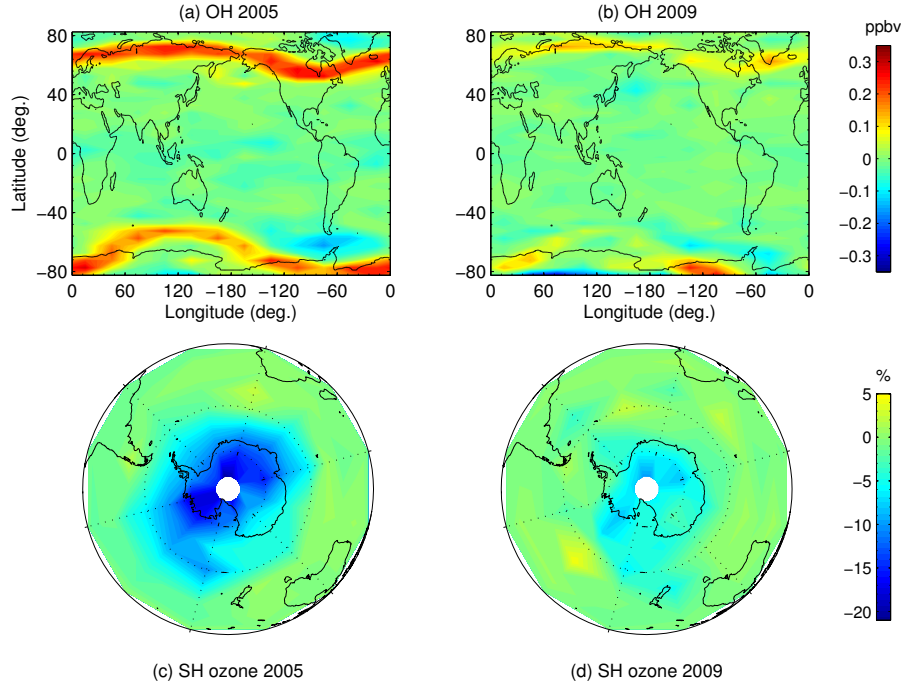 (a) OH 2005
(b) OH 2009
ppbv
80
40
0
−40
−80
Latitude (deg.)
80
40
0
−40
−80
0.3
0.2
0.1
0
−0.1
−0.2
−0.3
0 60 120 −180 −120 −60 0
0 60 120 −180 −120 −60 0
Longitude (deg.)
Longitude (deg.)
%
5
0
−5
−10
−15
−20
(c) SH ozone 2005
(d) SH ozone 2009